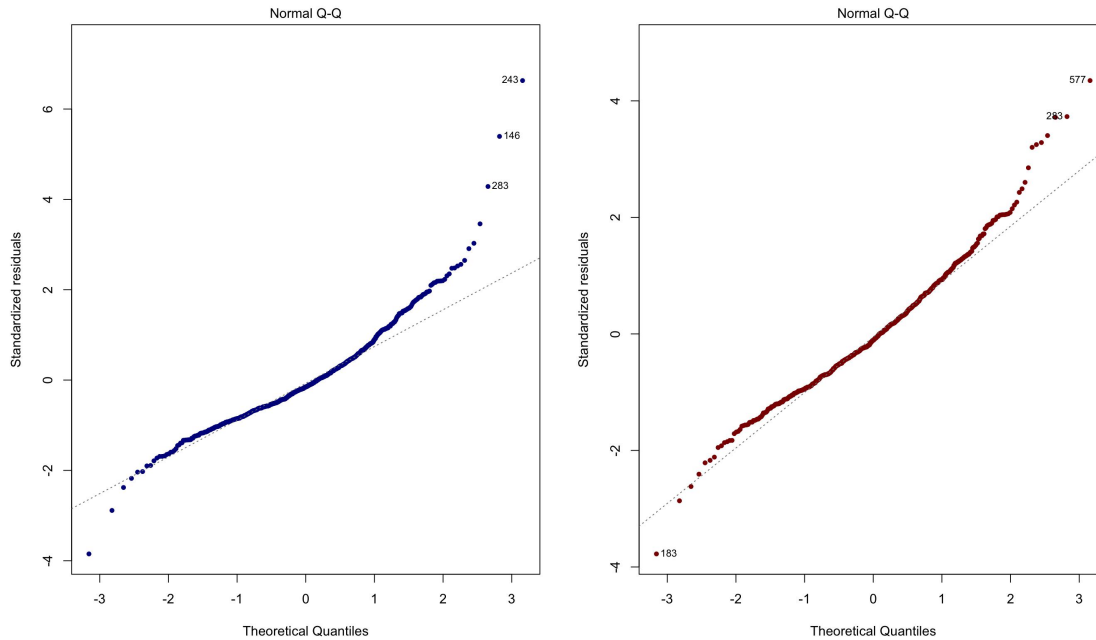 Normal Q-Q
Standardized residuals
6
4
2
0
-2
-4
243
146
283
-3 -2 -1 0 1 2 3
Theoretical Quantiles
Normal Q-Q
Standardized residuals
4
2
0
-2
-4
577
283
183
-3 -2 -1 0 1 2 3
Theoretical Quantiles